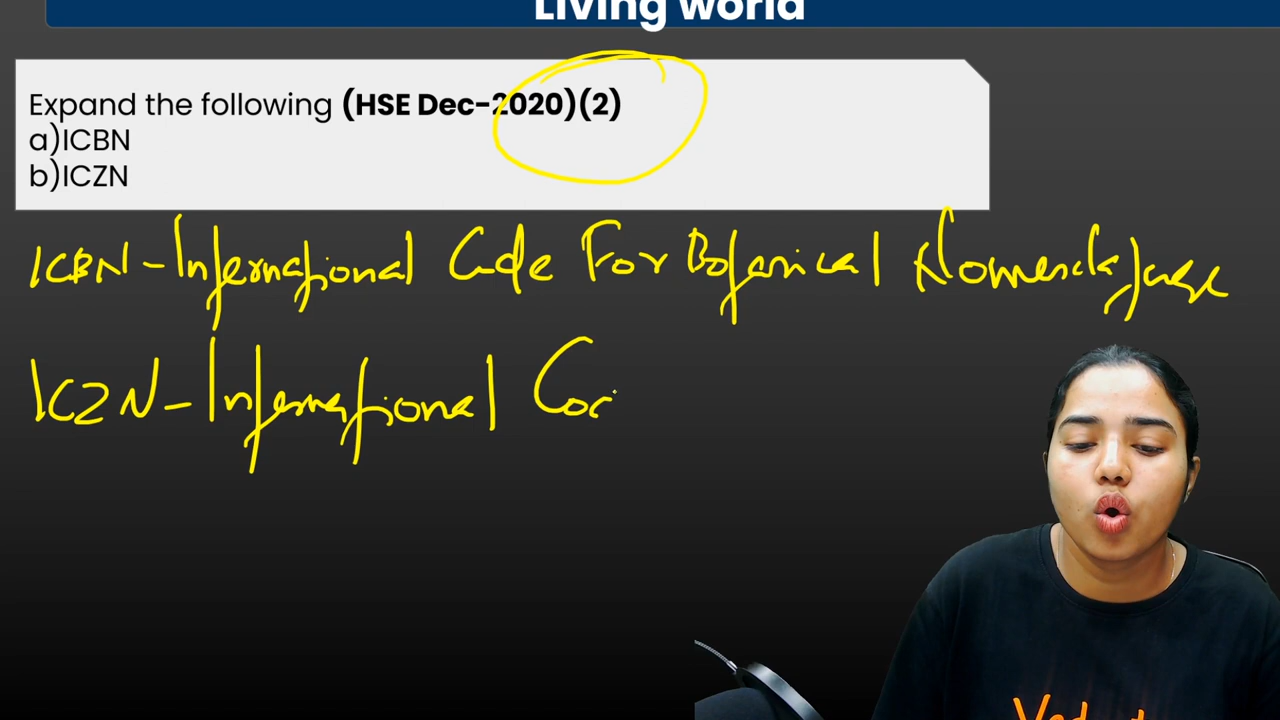 Living world
Expand the following (HSE Dec-2020)(2)
a)ICBN
b)ICZN
ICBN-International Code For Botanical Nomenclature
ICZN-International Cod